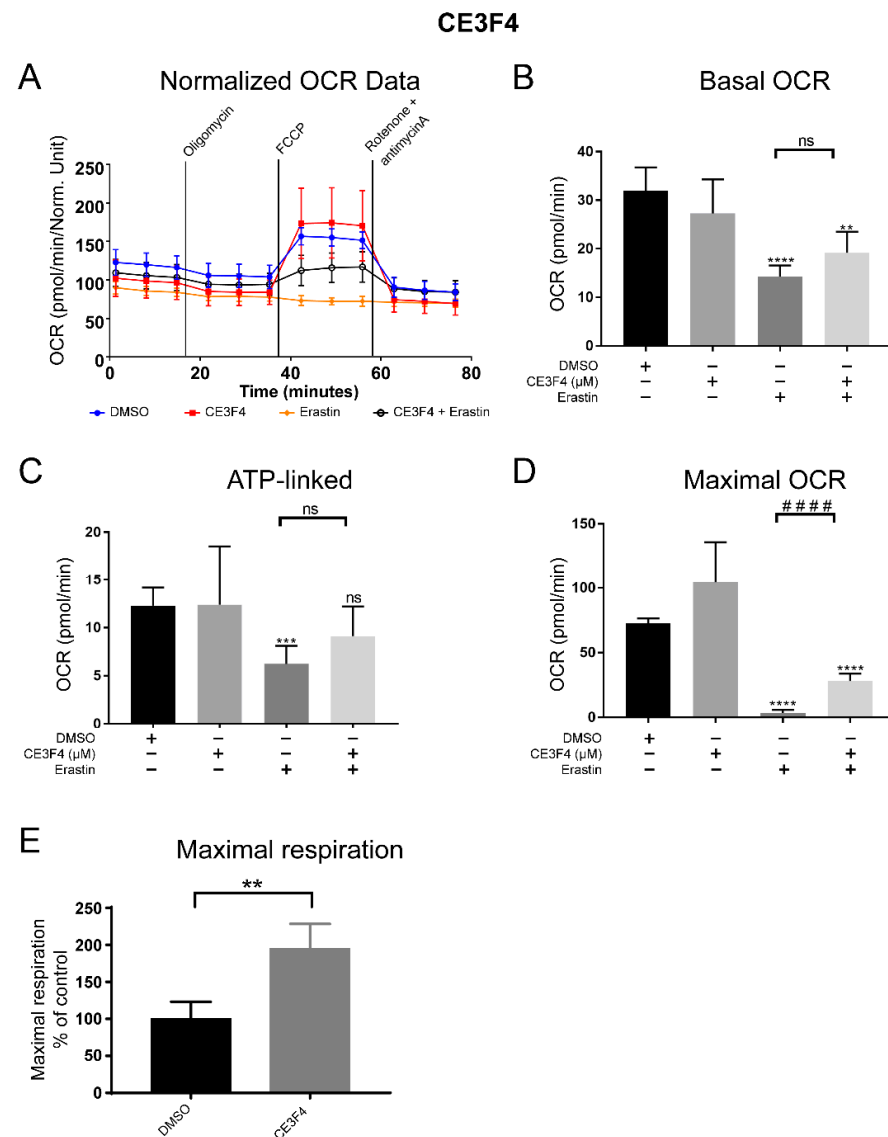 CE3F4
A
Normalized OCR Data
Oligomycin
FCCP
Rotenone +
antimycinA
OCR (pmol/min/Norm. Unit)
250
200
150
100
50
0
0 20 40 60 80
Time (minutes)
DMSO CE3F4 Erastin CE3F4 + Erastin
B
Basal OCR
ns
OCR (pmol/min)
40
30
20
10
0
****
**
DMSO + − − −
CE3F4 (µM) − + − +
Erastin − − + +
C
ATP-linked
ns
OCR (pmol/min)
20
15
10
5
0
***
ns
DMSO + − − −
CE3F4 (µM) − + − +
Erastin − − + +
D
Maximal OCR
####
OCR (pmol/min)
150
100
50
0
****
****
DMSO + − − −
CE3F4 (µM) − + − +
Erastin − − + +
E
Maximal respiration
**
Maximal respiration
% of control
250
200
150
100
50
0
DMSO
CE3F4